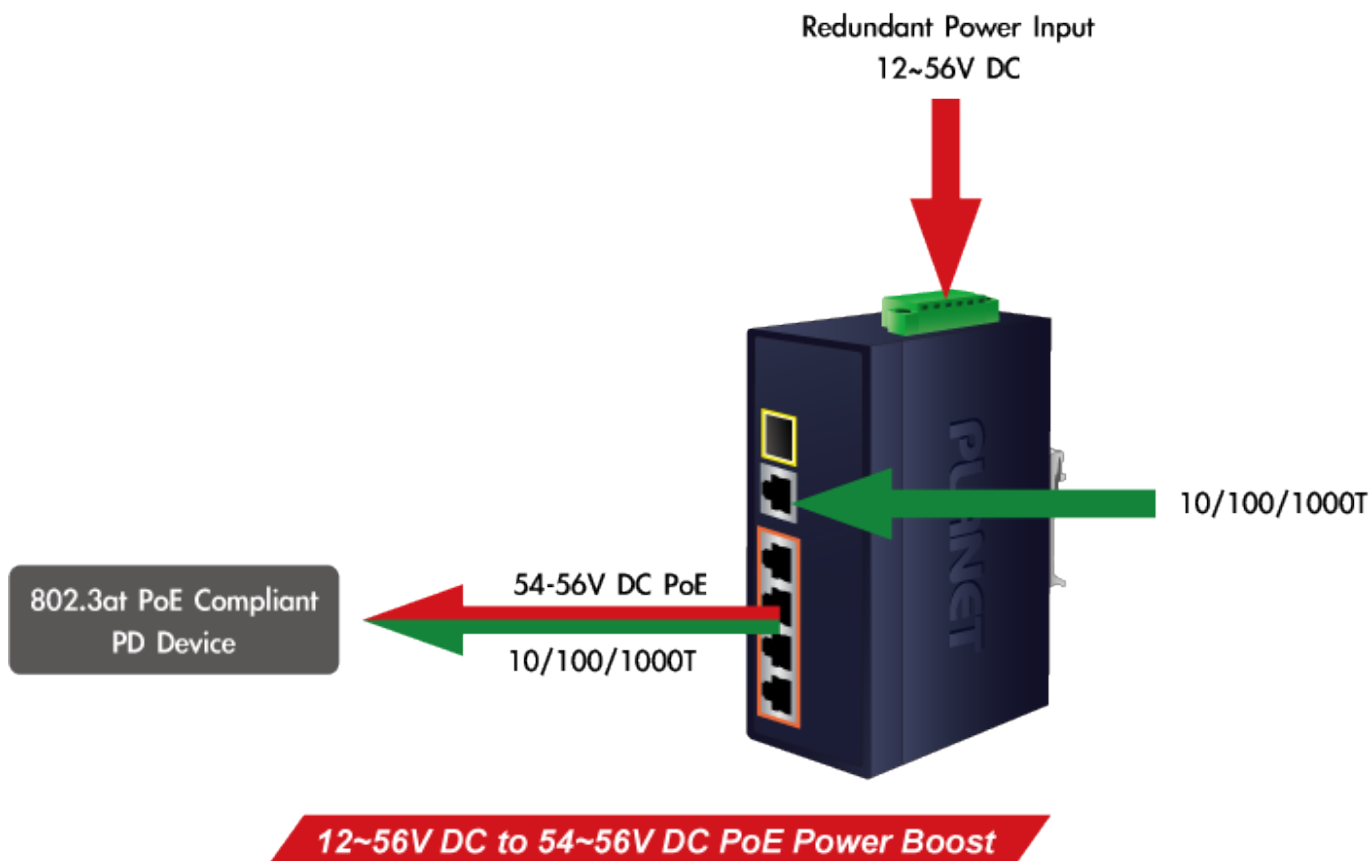 Redundant Power Input
12~56V DC
PLANET
10/100/1000T
54-56V DC PoE
10/100/1000T
802.3at PoE Compliant
PD Device
12~56V DC to 54~56V DC PoE Power Boost